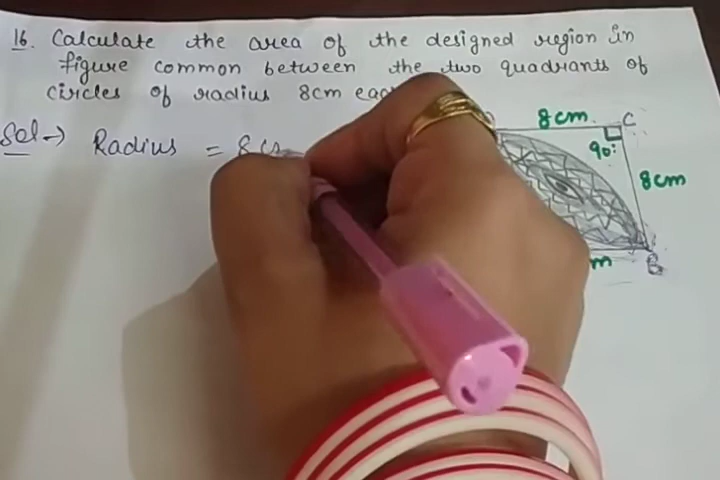 16. Calculate the area of the designed region in
figure common between the two quadrants of
circles of radius 8cm
8cm. C
Sol→ Radius = 8
90°
8cm
m
B